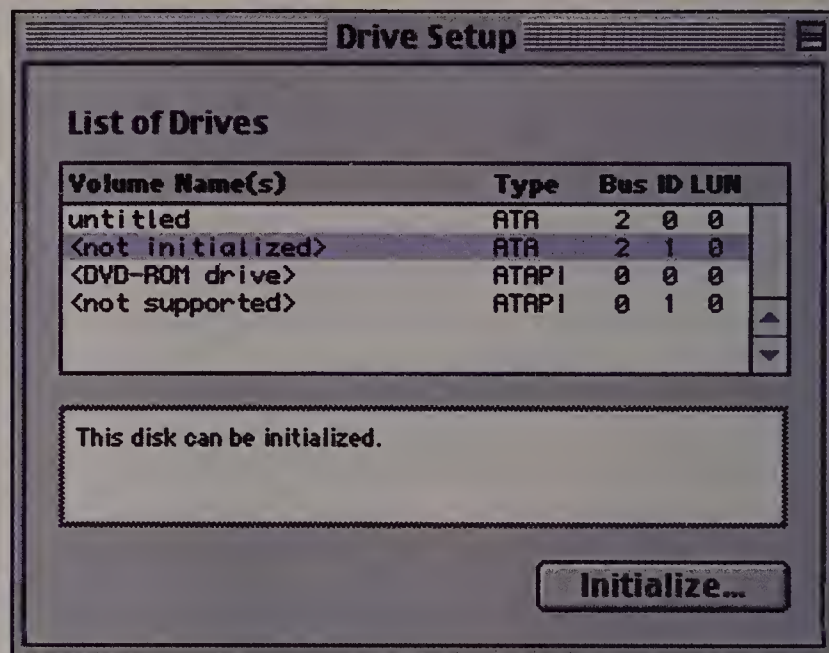 Drive Setup
List of Drives
Volume Name(s) Type Bus ID LUN
untitled ATA 2 0 0
<not initialized> ATA 2 1 0
<DVD-ROM drive> ATAPI 0 0 0
<not supported> ATAPI 0 1 0
This disk can be initialized.
Initialize...